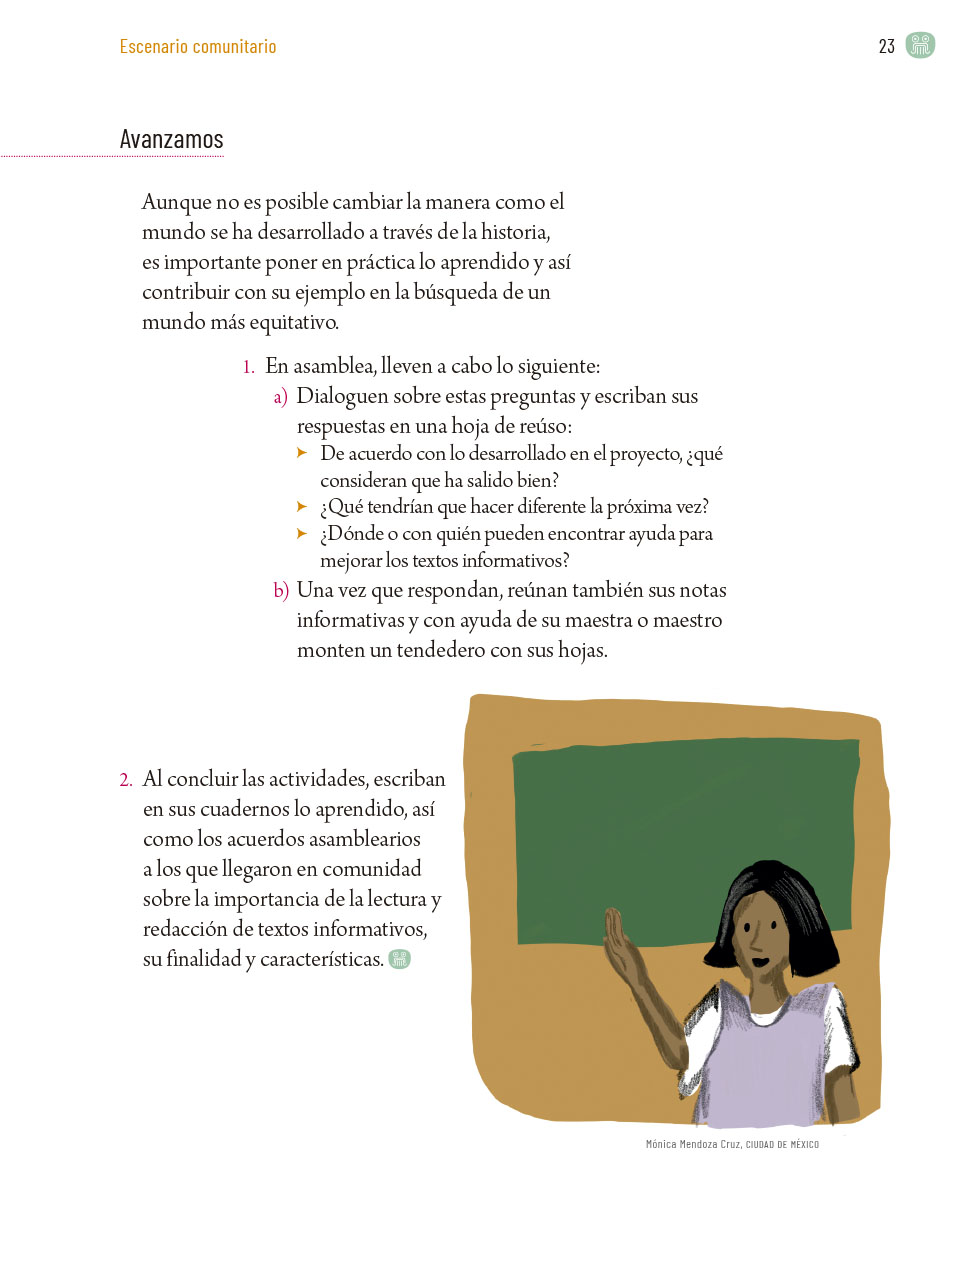 Escenario comunitario
23
Avanzamos
Aunque no es posible cambiar la manera como el
mundo se ha desarrollado a través de la historia,
es importante poner en práctica lo aprendido y así
contribuir con su ejemplo en la búsqueda de un
mundo más equitativo.
1. En asamblea, lleven a cabo lo siguiente:
a) Dialoguen sobre estas preguntas y escriban sus
respuestas en una hoja de reúso:
➤ De acuerdo con lo desarrollado en el proyecto, ¿qué
consideran que ha salido bien?
➤ ¿Qué tendrían que hacer diferente la próxima vez?
➤ ¿Dónde o con quién pueden encontrar ayuda para
mejorar los textos informativos?
b) Una vez que respondan, reúnan también sus notas
informativas y con ayuda de su maestra o maestro
monten un tendedero con sus hojas.
2. Al concluir las actividades, escriban
en sus cuadernos lo aprendido, así
como los acuerdos asamblearios
a los que llegaron en comunidad
sobre la importancia de la lectura y
redacción de textos informativos,
su finalidad y características.
Mónica Mendoza Cruz, CIUDAD DE MÉXICO